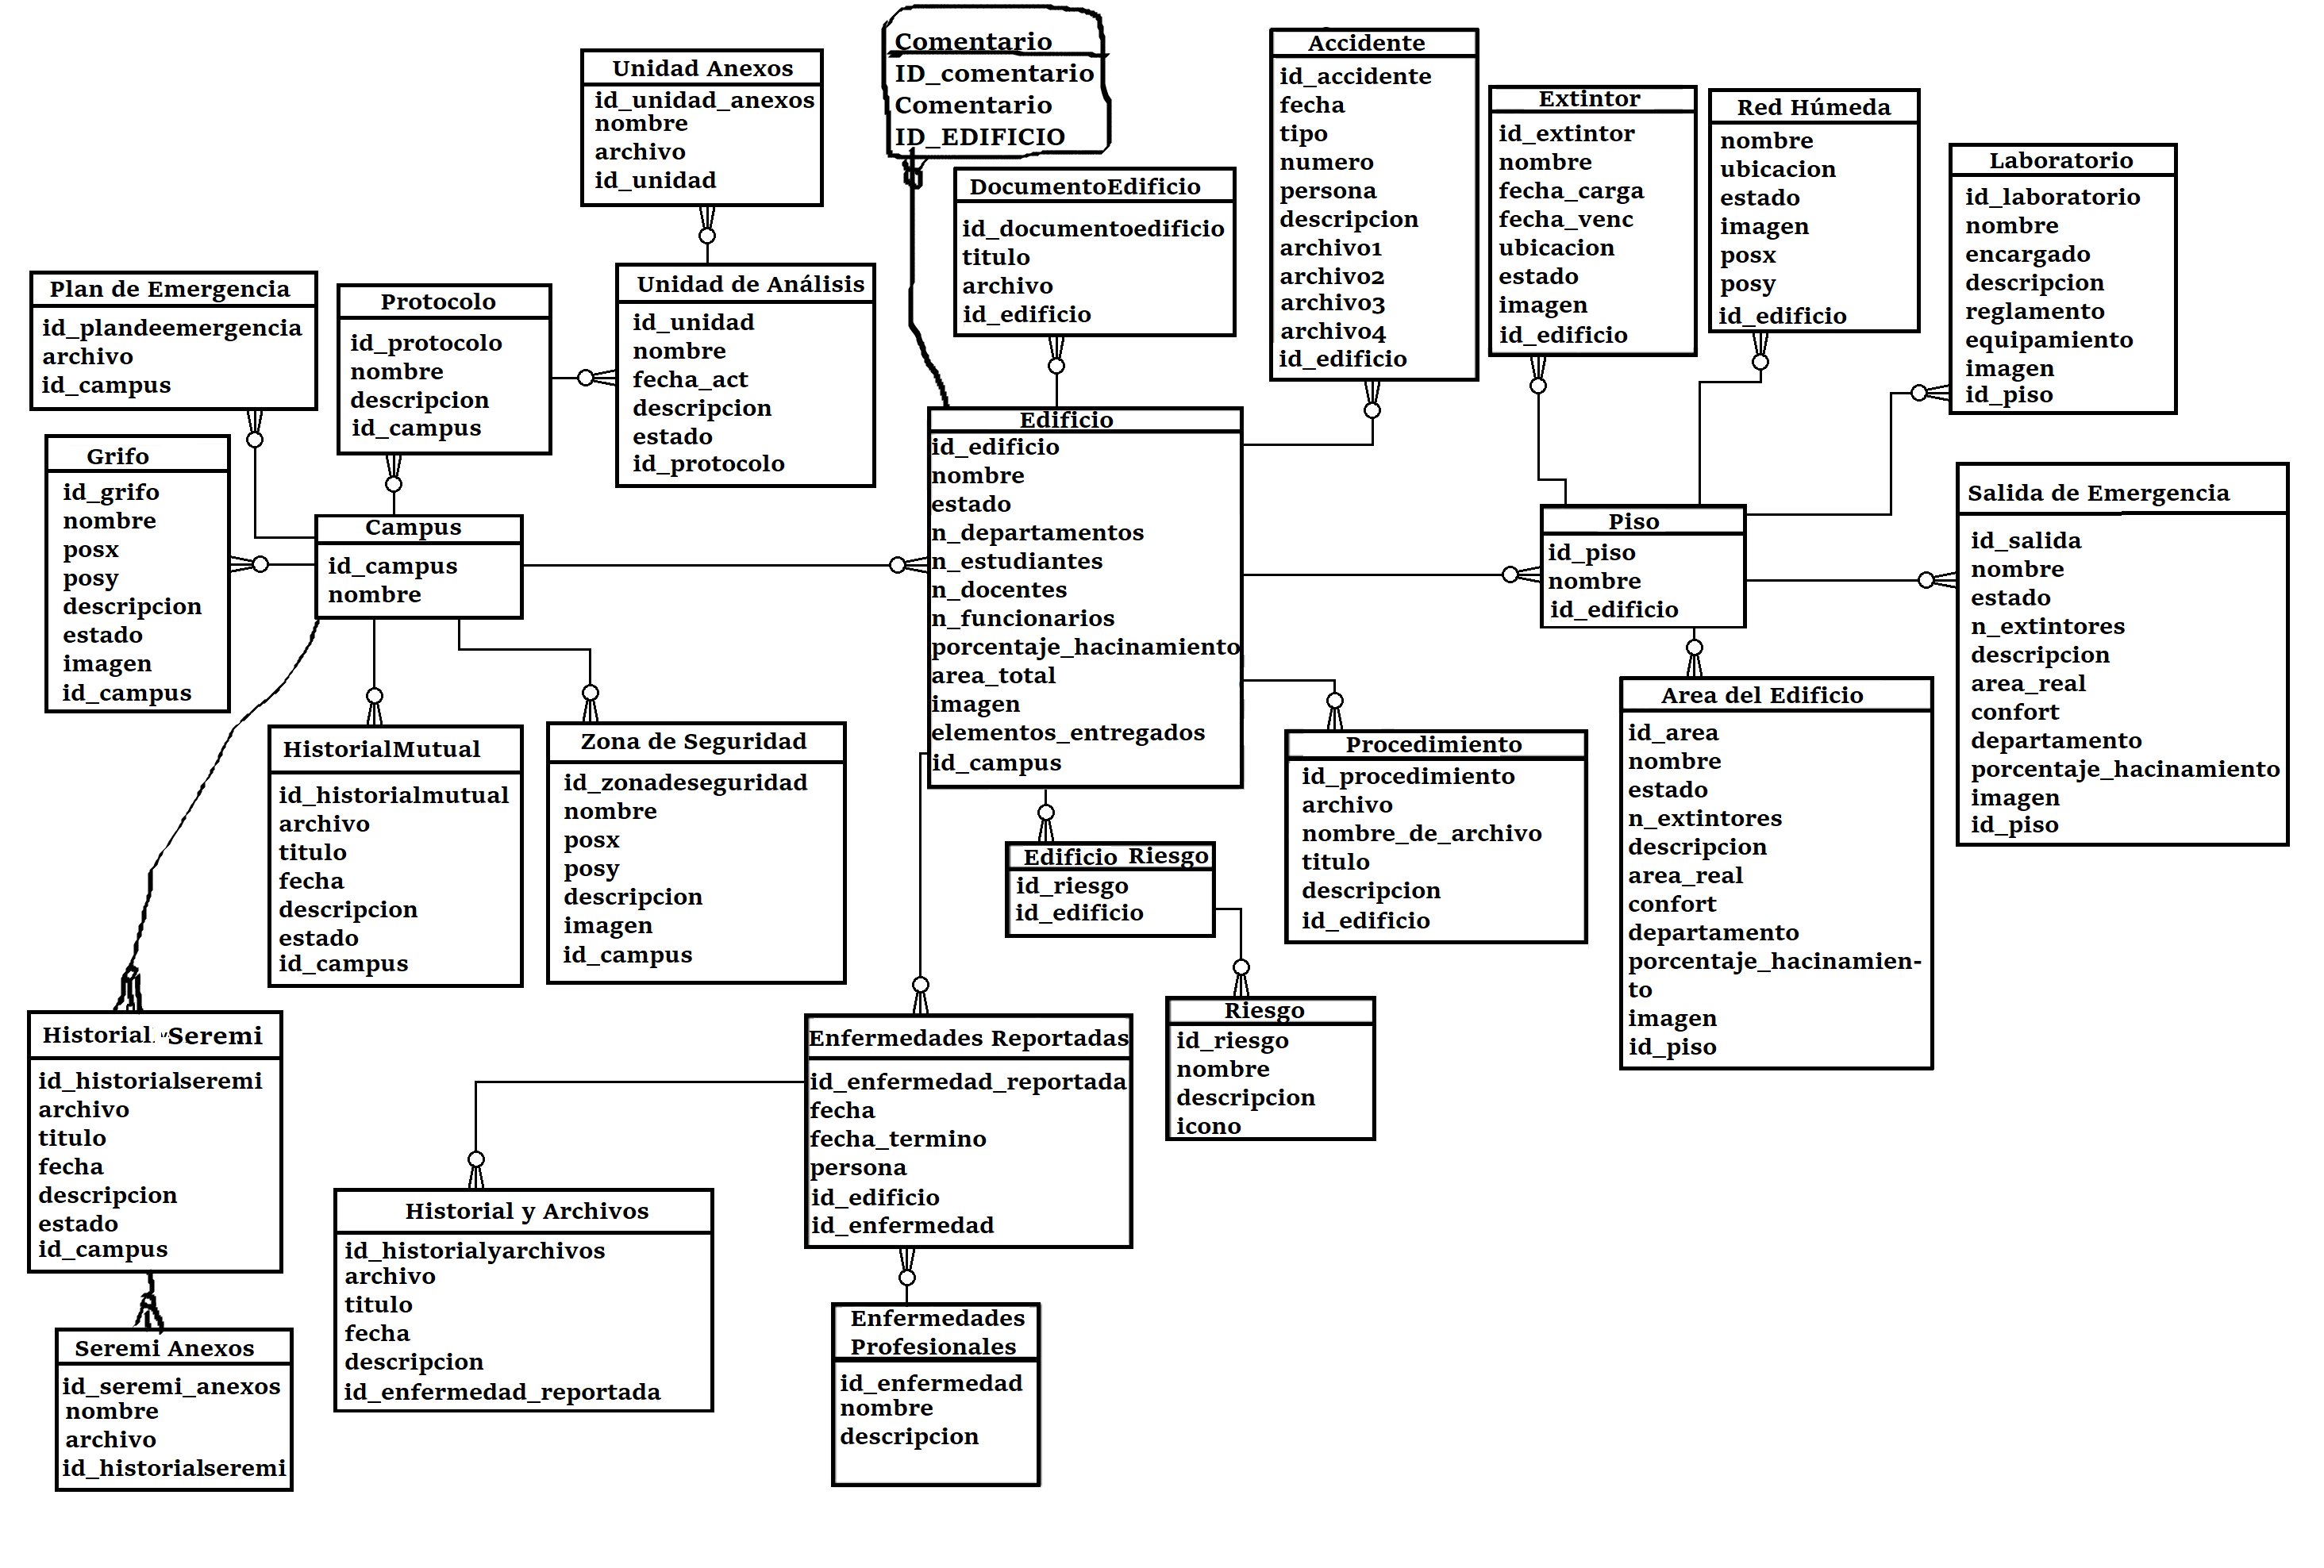 Comentario
ID_comentario
Comentario
ID_EDIFICIO
Unidad Anexos
id_unidad_anexos
nombre
archivo
id_unidad
Accidente
id_accidente
fecha
tipo
numero
persona
descripcion
archivo1
archivo2
archivo3
archivo4
id_edificio
Extintor
id_extintor
nombre
fecha_carga
fecha_venc
ubicacion
estado
imagen
id_edificio
Red Húmeda
nombre
ubicacion
estado
imagen
posx
posy
id_edificio
Laboratorio
id_laboratorio
nombre
encargado
descripcion
reglamento
equipamiento
imagen
id_piso
DocumentoEdificio
id_documentoedificio
titulo
archivo
id_edificio
Plan de Emergencia
id_plandeemergencia
archivo
id_campus
Protocolo
id_protocolo
nombre
descripcion
id_campus
Unidad de Análisis
id_unidad
nombre
fecha_act
descripcion
estado
id_protocolo
Grifo
id_grifo
nombre
posx
posy
descripcion
estado
imagen
id_campus
Campus
id_campus
nombre
Edificio
id_edificio
nombre
estado
n_departamentos
n_estudiantes
n_docentes
n_funcionarios
porcentaje_hacinamiento
area_total
imagen
elementos_entregados
id_campus
Piso
id_piso
nombre
id_edificio
Salida de Emergencia
id_salida
nombre
estado
n_extintores
descripcion
area_real
confort
departamento
porcentaje_hacinamiento
imagen
id_piso
HistorialMutual
id_historialmutual
archivo
titulo
fecha
descripcion
estado
id_campus
Zona de Seguridad
id_zonadeseguridad
nombre
posx
posy
descripcion
imagen
id_campus
Procedimiento
id_procedimiento
archivo
nombre_de_archivo
titulo
descripcion
id_edificio
Area del Edificio
id_area
nombre
estado
n_extintores
descripcion
area_real
confort
departamento
porcentaje_hacinamien-
to
imagen
id_piso
Edificio Riesgo
id_riesgo
id_edificio
Riesgo
id_riesgo
nombre
descripcion
icono
Historial Seremi
id_historialseremi
archivo
titulo
fecha
descripcion
estado
id_campus
Enfermedades Reportadas
id_enfermedad_reportada
fecha
fecha_termino
persona
id_edificio
id_enfermedad
Historial y Archivos
id_historialyarchivos
archivo
titulo
fecha
descripcion
id_enfermedad_reportada
Seremi Anexos
id_seremi_anexos
nombre
archivo
id_historialseremi
Enfermedades
Profesionales
id_enfermedad
nombre
descripcion